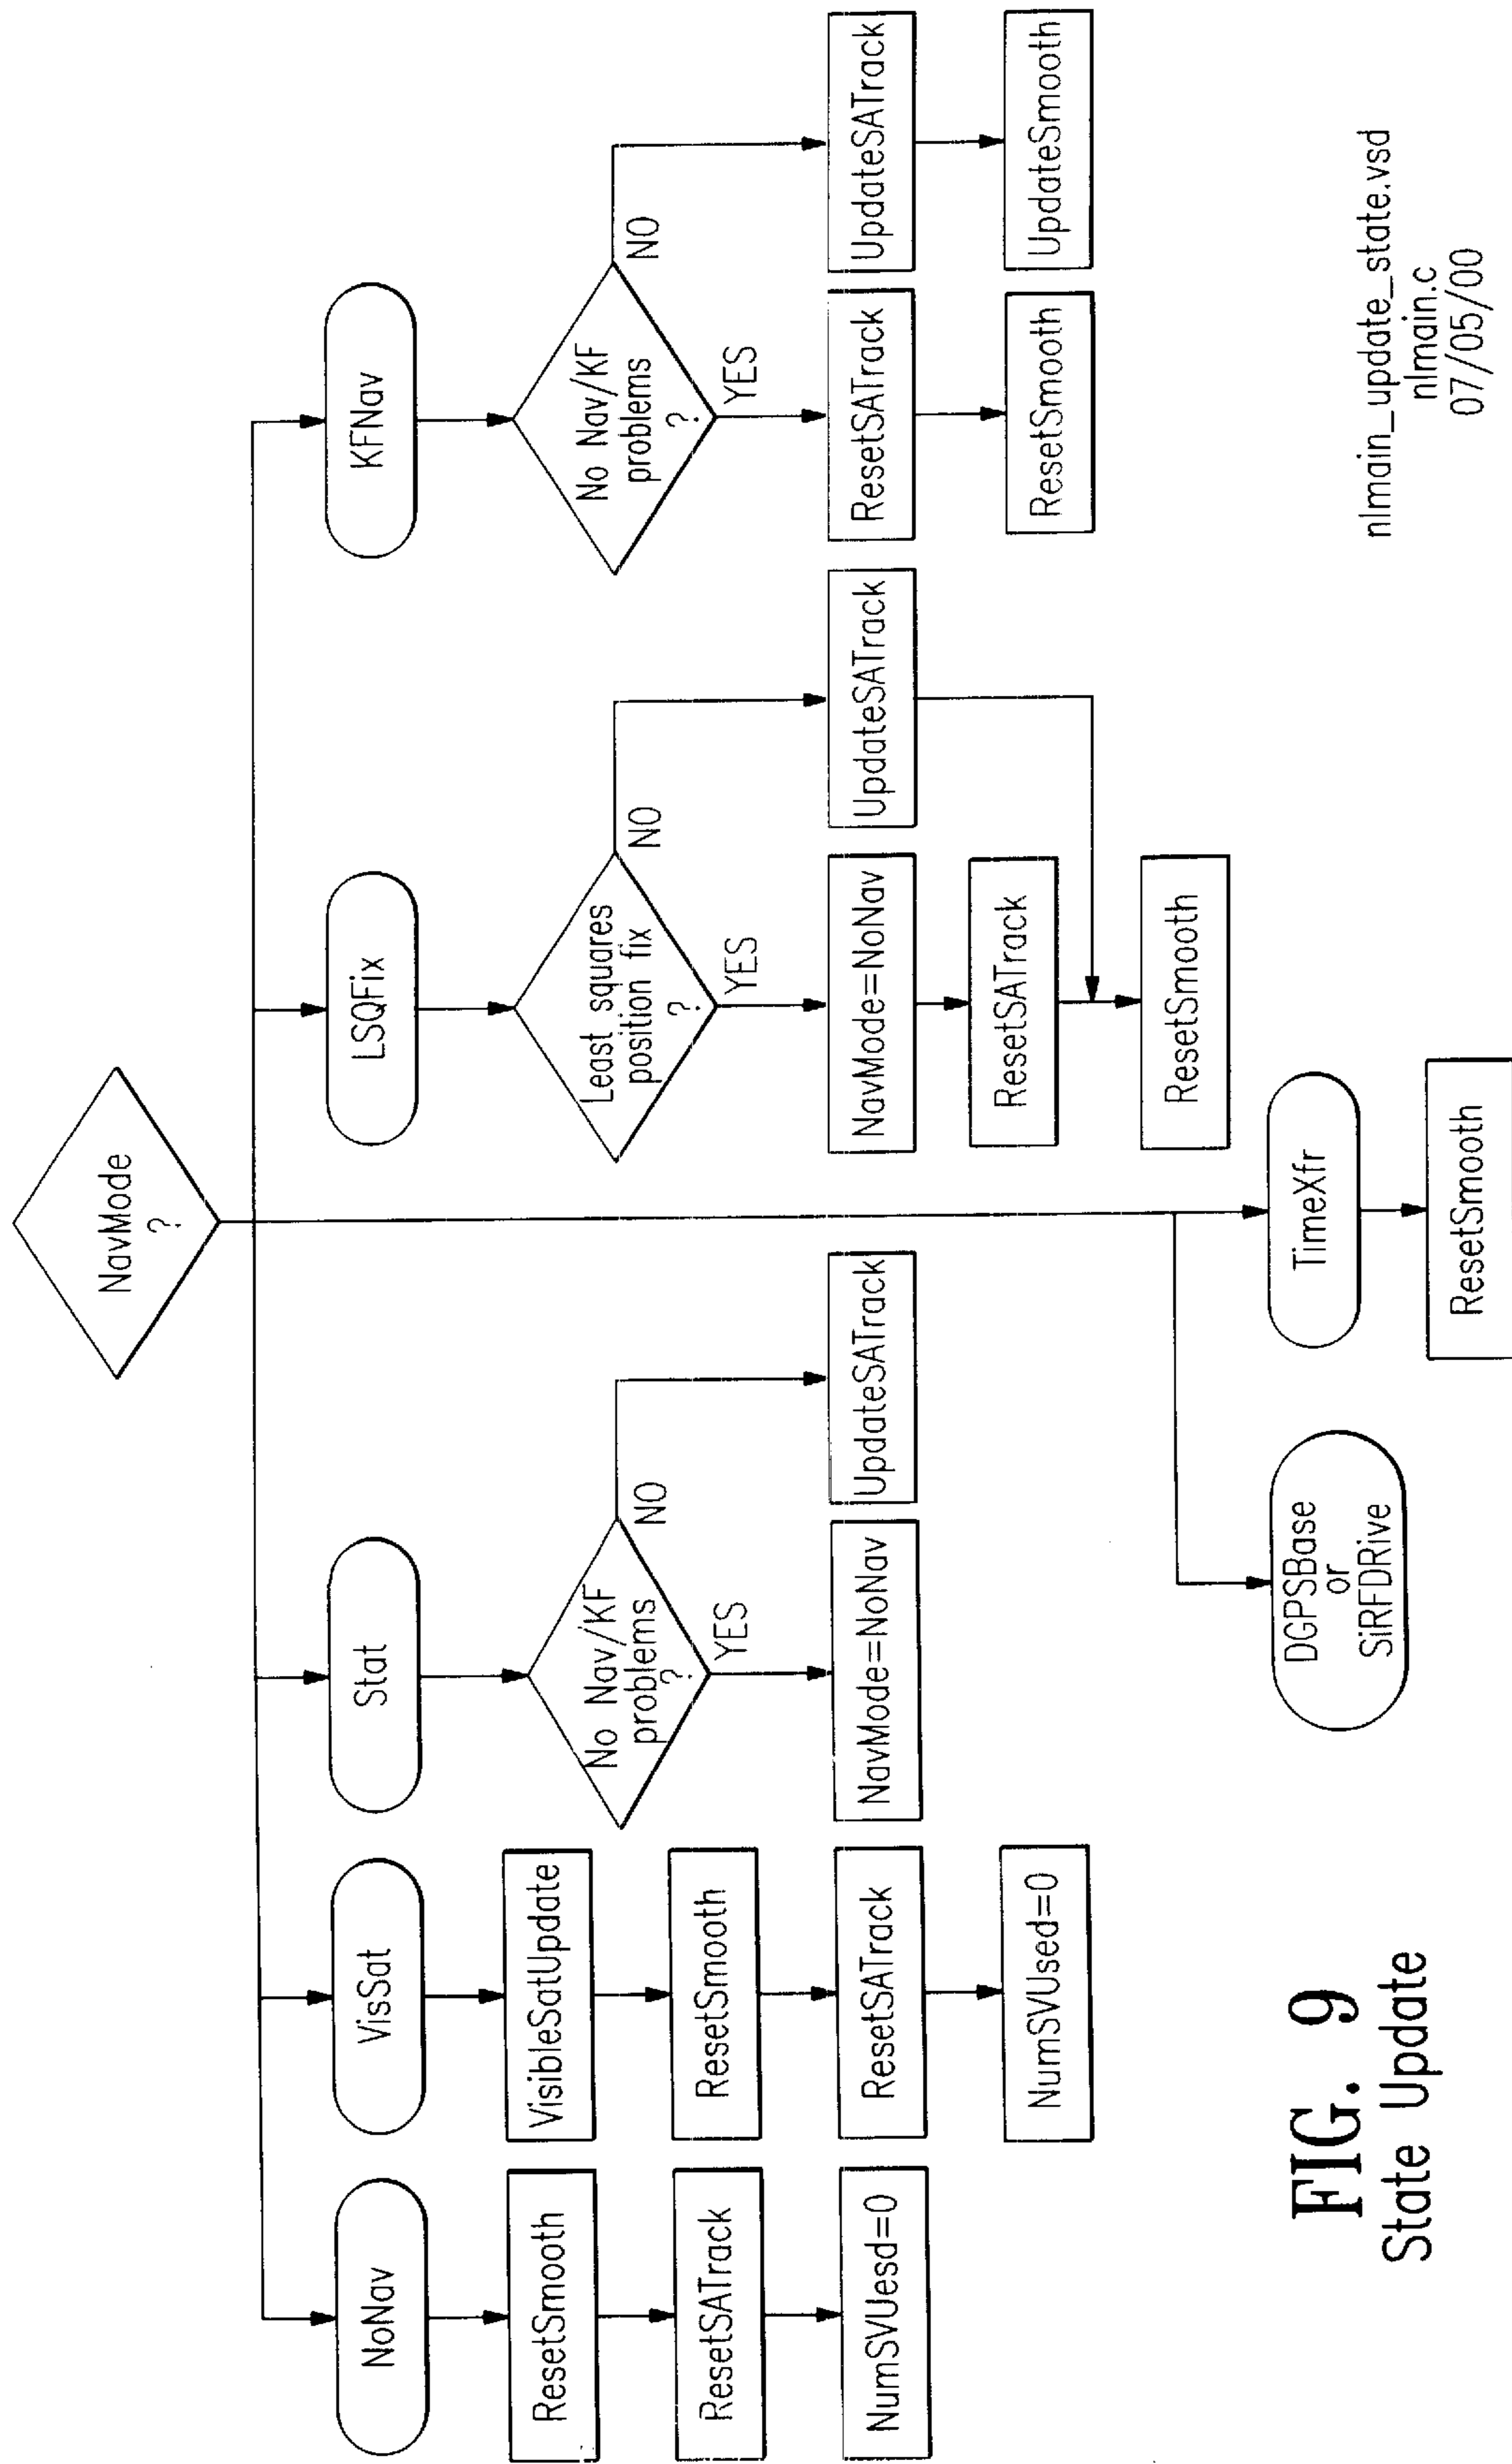 NavMode
?
NoNav
ResetSmooth
ResetSATrack
NumSVUesd=0
VisSat
VisibleSatUpdate
ResetSmooth
ResetSATrack
NumSVUsed=0
Stat
No Nav/KF
problems
?
YES
NO
NavMode=NoNav
UpdateSATrack
LSQFix
Least squares
position fix
?
YES
NO
NavMode=NoNav
ResetSATrack
UpdateSATrack
ResetSmooth
KFNav
No Nav/KF
problems
?
YES
NO
ResetSATrack
ResetSmooth
UpdateSATrack
UpdateSmooth
DGPSBase
or
SiRFDRive
TimeXfr
ResetSmooth
FIG. 9
State Update
nlmain_update_state.vsd
nlmain.c
07/05/00